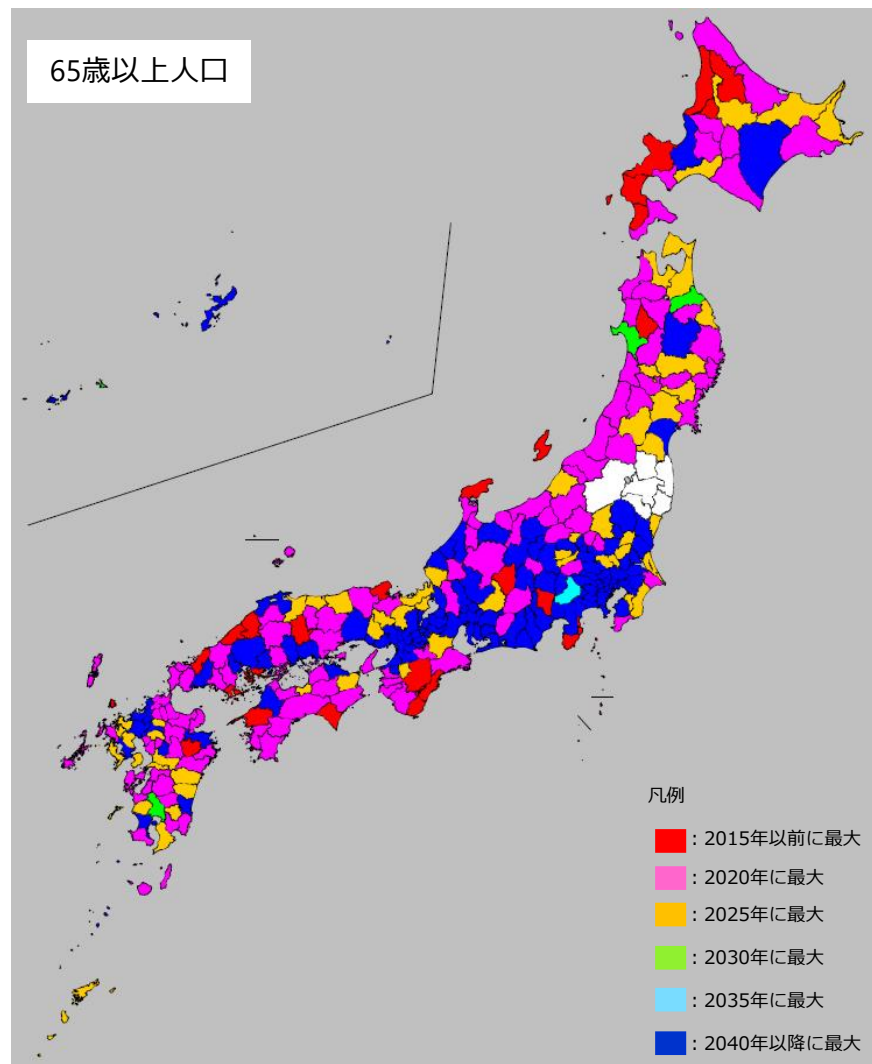 65歳以上人口
凡例
：2015年以前に最大
：2020年に最大
：2025年に最大
：2030年に最大
：2035年に最大
：2040年以降に最大